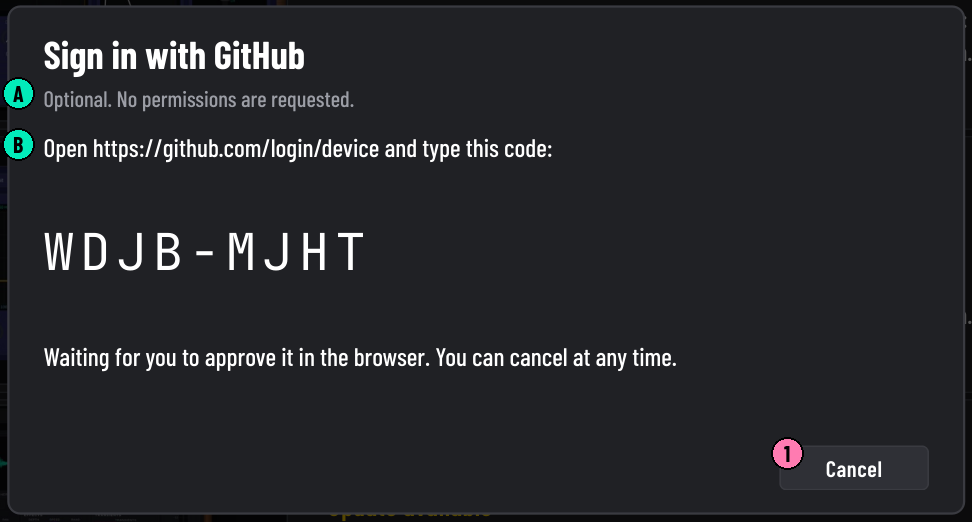 Sign in with GitHub
A
Optional. No permissions are requested.
B
Open https://github.com/login/device and type this code:
WDJB-MJHT
Waiting for you to approve it in the browser. You can cancel at any time.
1
Cancel